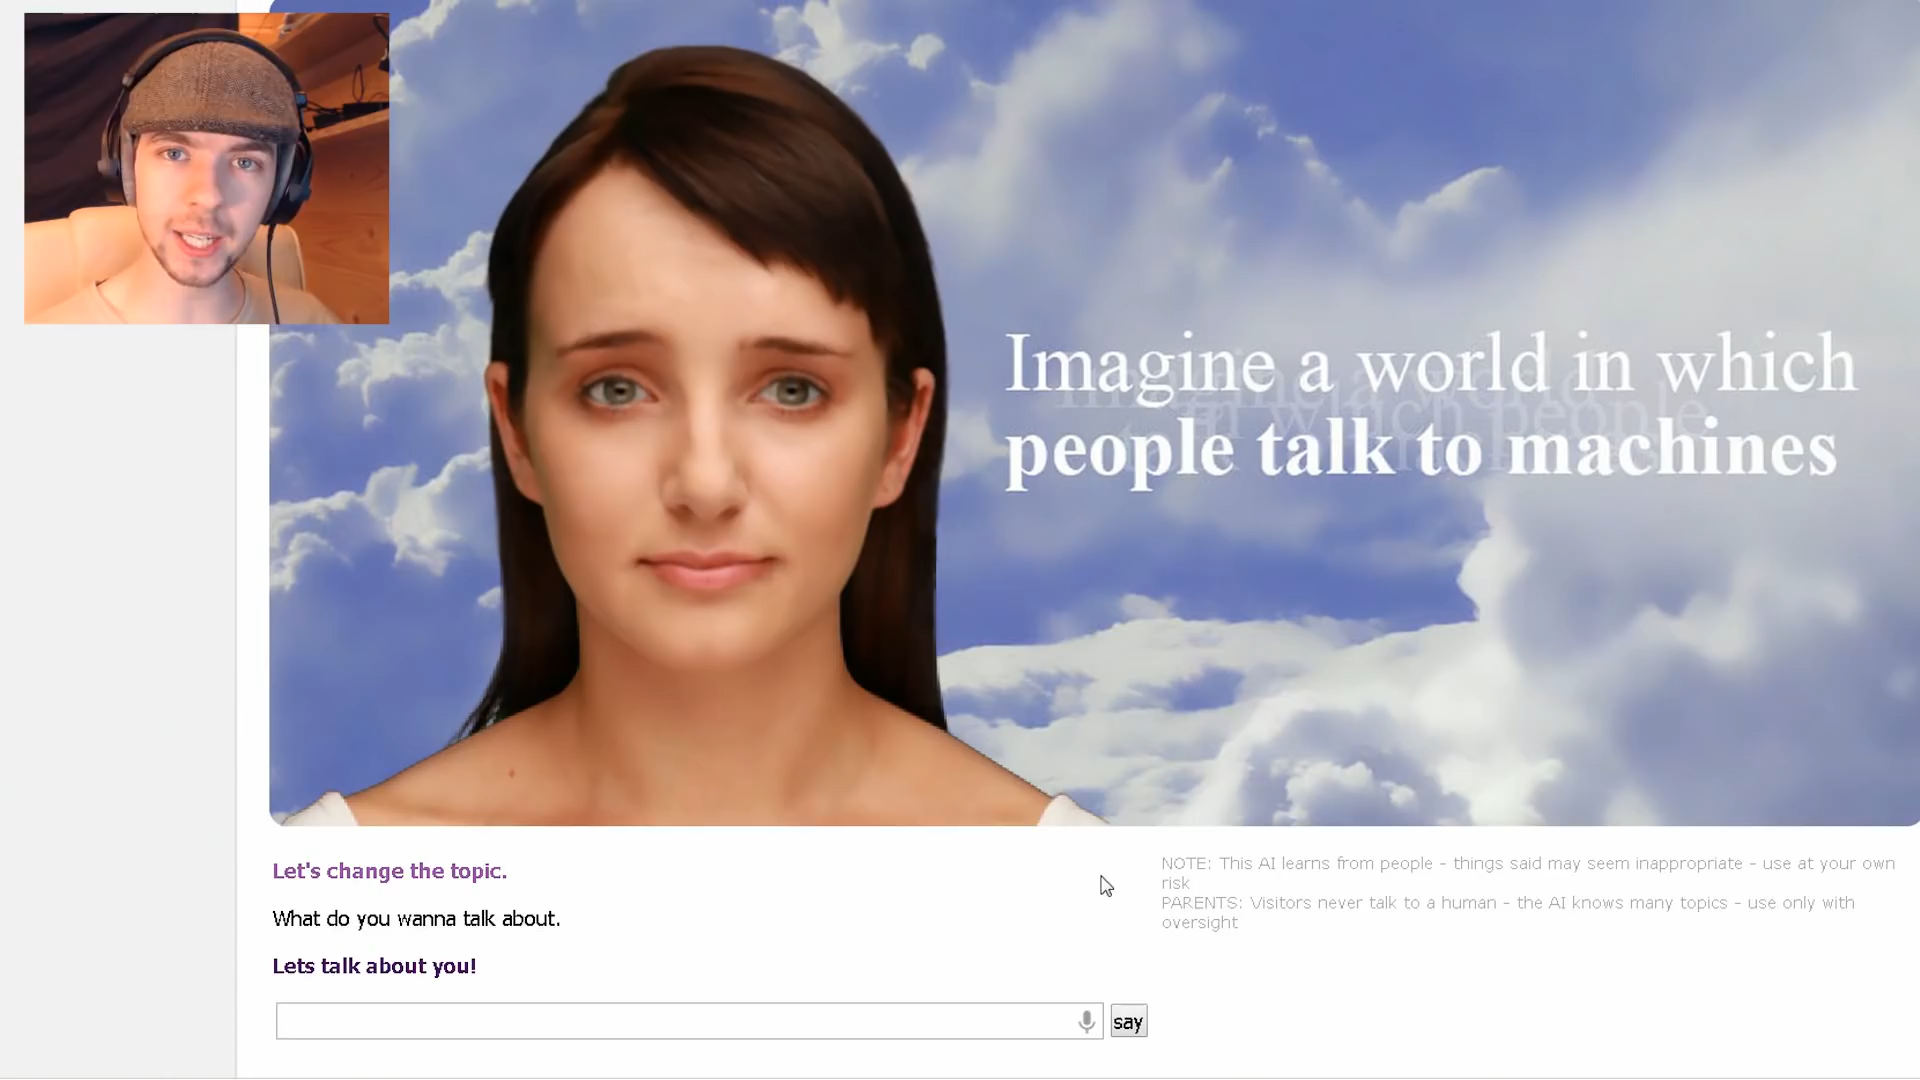 Imagine a world in which
people talk to machines
Let's change the topic.
What do you wanna talk about.
Lets talk about you!
say
NOTE: This AI learns from people - things said may seem inappropriate - use at your own
risk
PARENTS: Visitors never talk to a human - the AI knows many topics - use only with
oversight